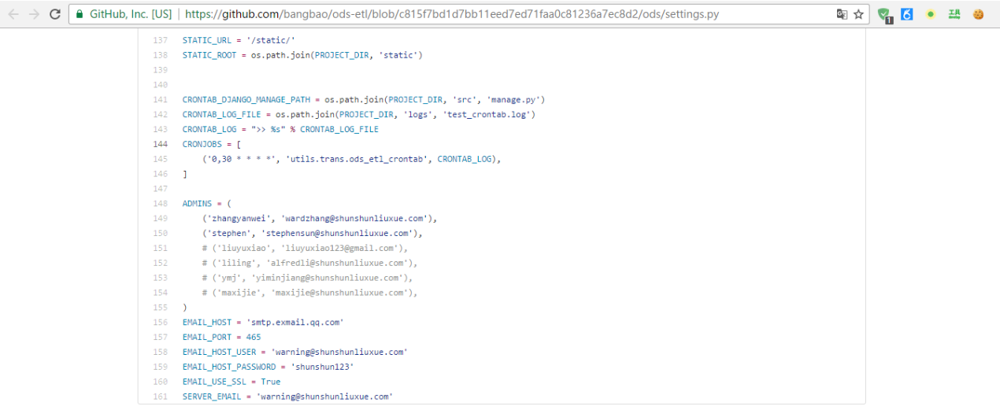 GitHub, Inc. [US] | https://github.com/bangbao/ods-etl/blob/c815f7bd1d7bb11eed7ed71faa0c81236a7ec8d2/ods/settings.py
1
工具
137 STATIC_URL = '/static/'
138 STATIC_ROOT = os.path.join(PROJECT_DIR, 'static')
139
140
141 CRONTAB_DJANGO_MANAGE_PATH = os.path.join(PROJECT_DIR, 'src', 'manage.py')
142 CRONTAB_LOG_FILE = os.path.join(PROJECT_DIR, 'logs', 'test_crontab.log')
143 CRONTAB_LOG = ">> %s" % CRONTAB_LOG_FILE
144 CRONJOBS = [
145 ('0,30 * * * *', 'utils.trans.ods_etl_crontab', CRONTAB_LOG),
146 ]
147
148 ADMINS = (
149 ('zhangyanwei', 'wardzhang@shunshunliuxue.com'),
150 ('stephen', 'stephensun@shunshunliuxue.com'),
151 # ('liuyuxiao', 'liuyuxiao123@gmail.com'),
152 # ('liling', 'alfredli@shunshunliuxue.com'),
153 # ('ymj', 'yiminjiang@shunshunliuxue.com'),
154 # ('maxijie', 'maxijie@shunshunliuxue.com'),
155 )
156 EMAIL_HOST = 'smtp.exmail.qq.com'
157 EMAIL_PORT = 465
158 EMAIL_HOST_USER = 'warning@shunshunliuxue.com'
159 EMAIL_HOST_PASSWORD = 'shunshun123'
160 EMAIL_USE_SSL = True
161 SERVER_EMAIL = 'warning@shunshunliuxue.com'